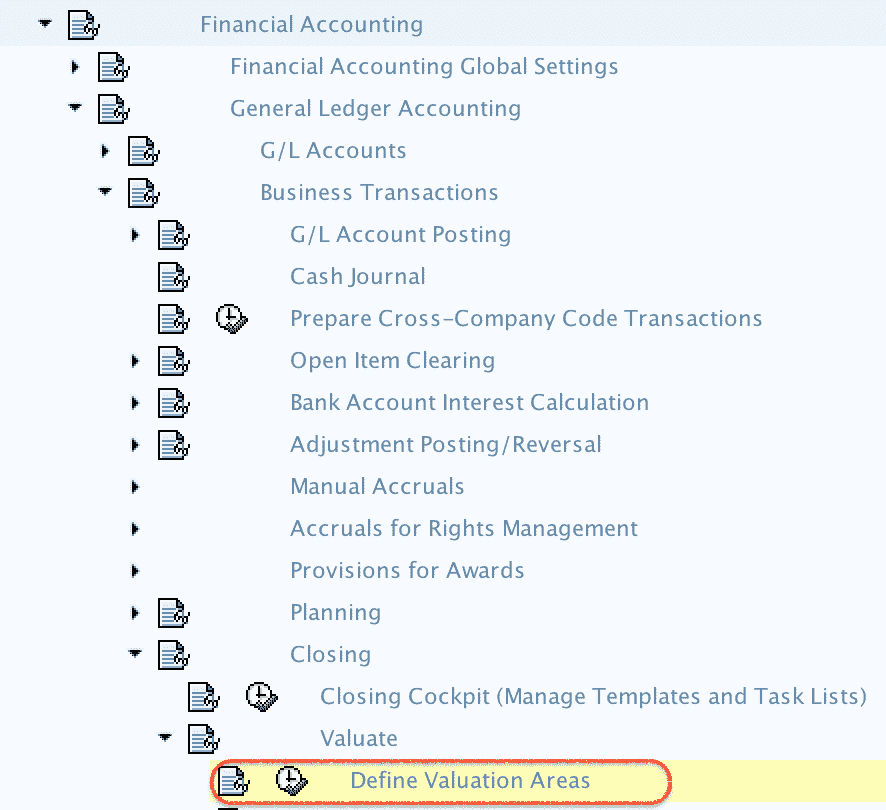 Financial Accounting
Financial Accounting Global Settings
General Ledger Accounting
G/L Accounts
Business Transactions
G/L Account Posting
Cash Journal
Prepare Cross-Company Code Transactions
Open Item Clearing
Bank Account Interest Calculation
Adjustment Posting/Reversal
Manual Accruals
Accruals for Rights Management
Provisions for Awards
Planning
Closing
Closing Cockpit (Manage Templates and Task Lists)
Valuate
Define Valuation Areas